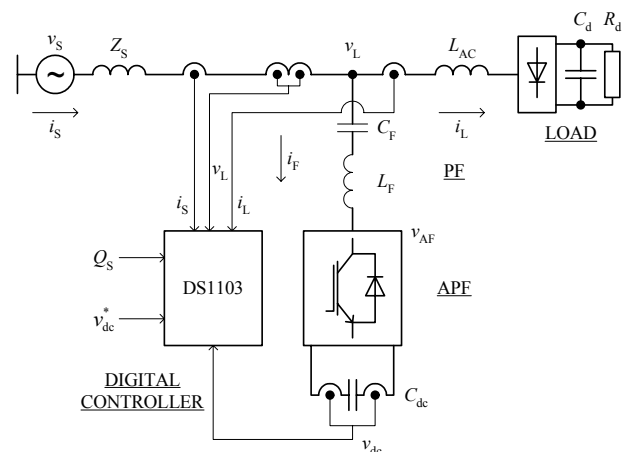 v_S
Z_S
v_L
L_AC
C_d
R_d
~
i_S
i_L
LOAD
C_F
i_F
PF
L_F
i_S
v_L
i_L
v_AF
Q_S
DS1103
APF
v_dc^*
DIGITAL
CONTROLLER
C_dc
v_dc